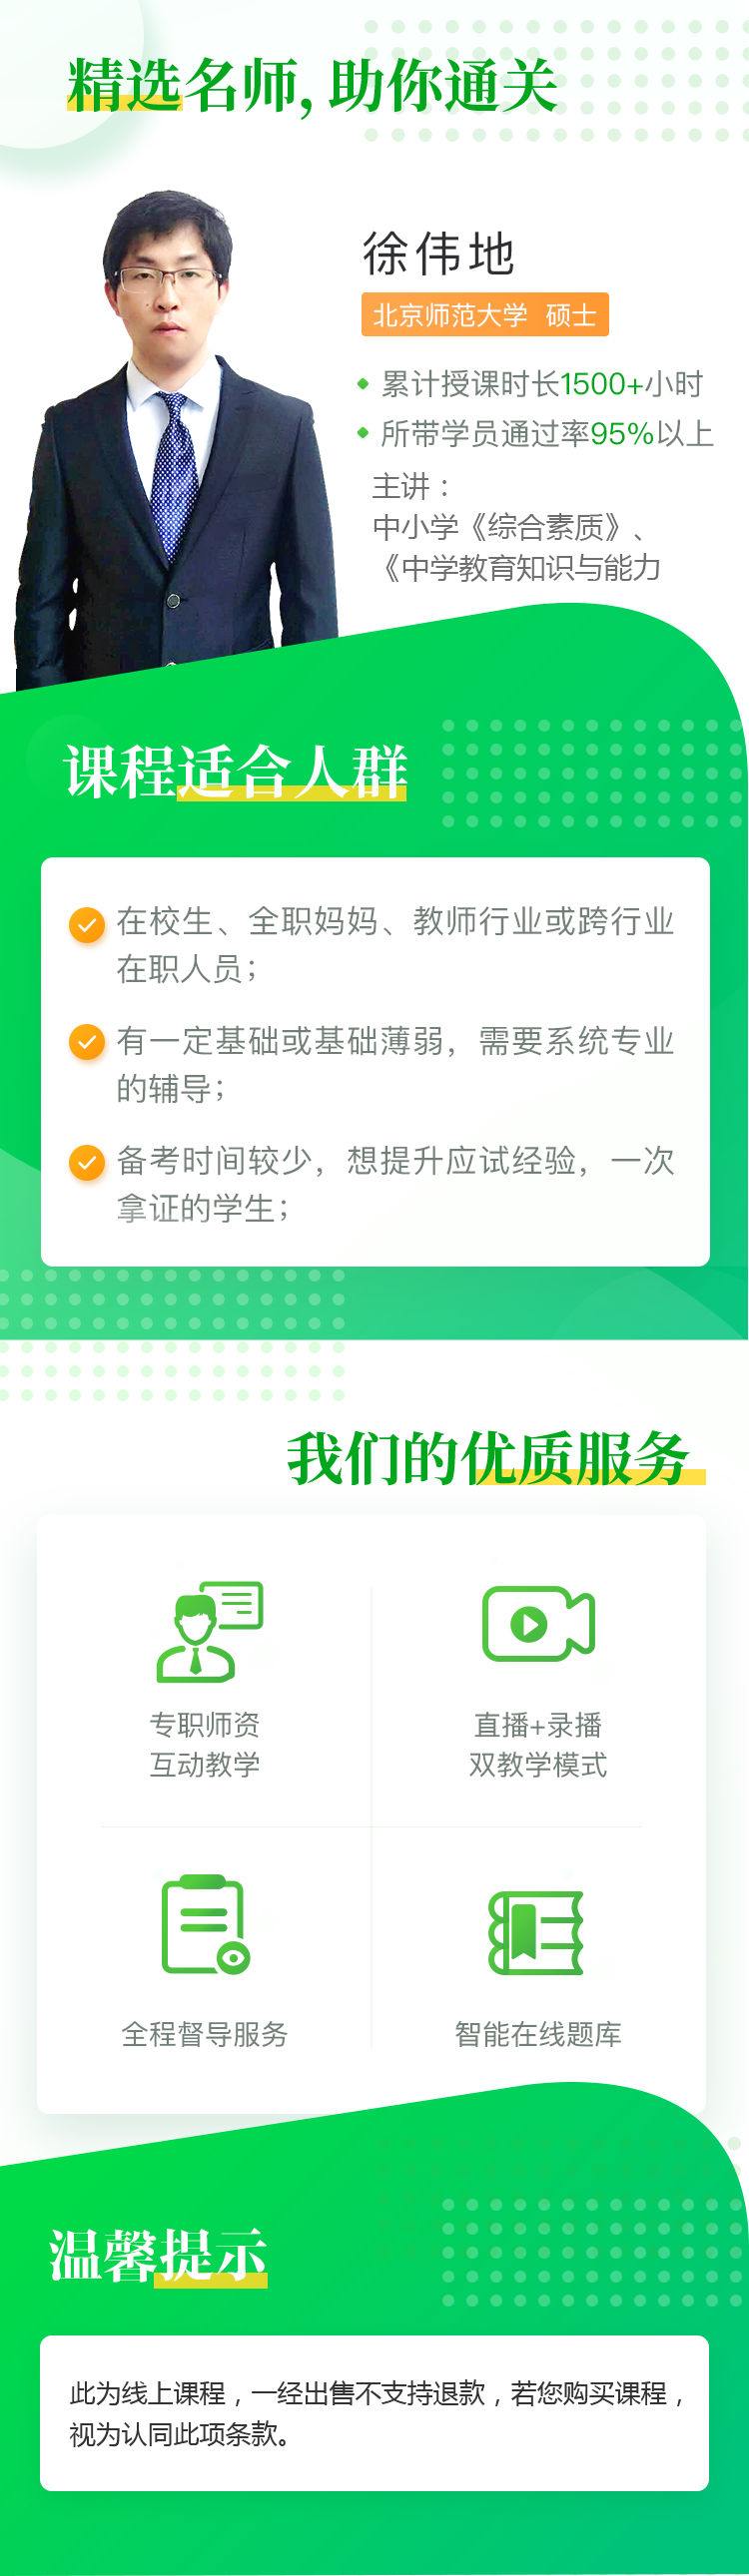 精选名师, 助你通关
徐伟地
北京师范大学 硕士
累计授课时长1500+小时
所带学员通过率95%以上
主讲：
中小学《综合素质》、
《中学教育知识与能力
课程适合人群
在校生、全职妈妈、教师行业或跨行业
在职人员；
有一定基础或基础薄弱，需要系统专业
的辅导；
备考时间较少，想提升应试经验，一次
拿证的学生；
我们的优质服务
专职师资
互动教学
直播+录播
双教学模式
全程督导服务
智能在线题库
温馨提示
此为线上课程，一经出售不支持退款，若您购买课程，
视为认同此项条款。